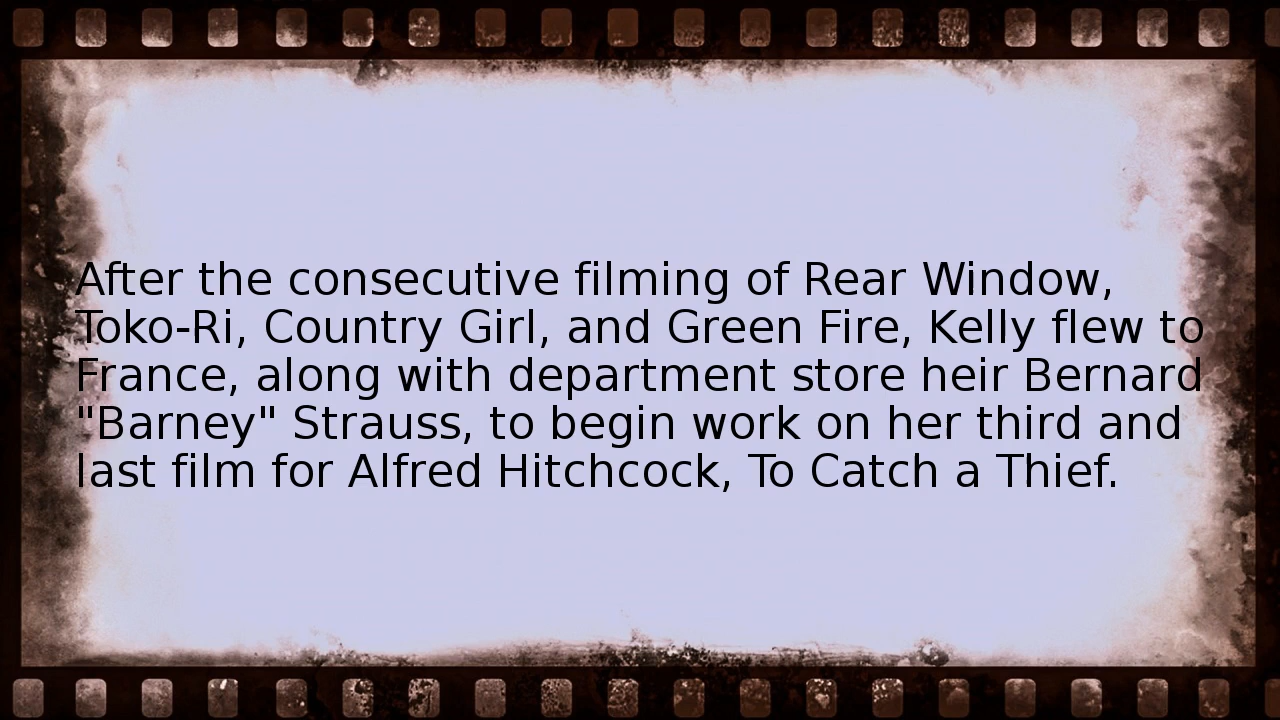 After the consecutive filming of Rear Window,
Toko-Ri, Country Girl, and Green Fire, Kelly flew to
France, along with department store heir Bernard
"Barney" Strauss, to begin work on her third and
last film for Alfred Hitchcock, To Catch a Thief.